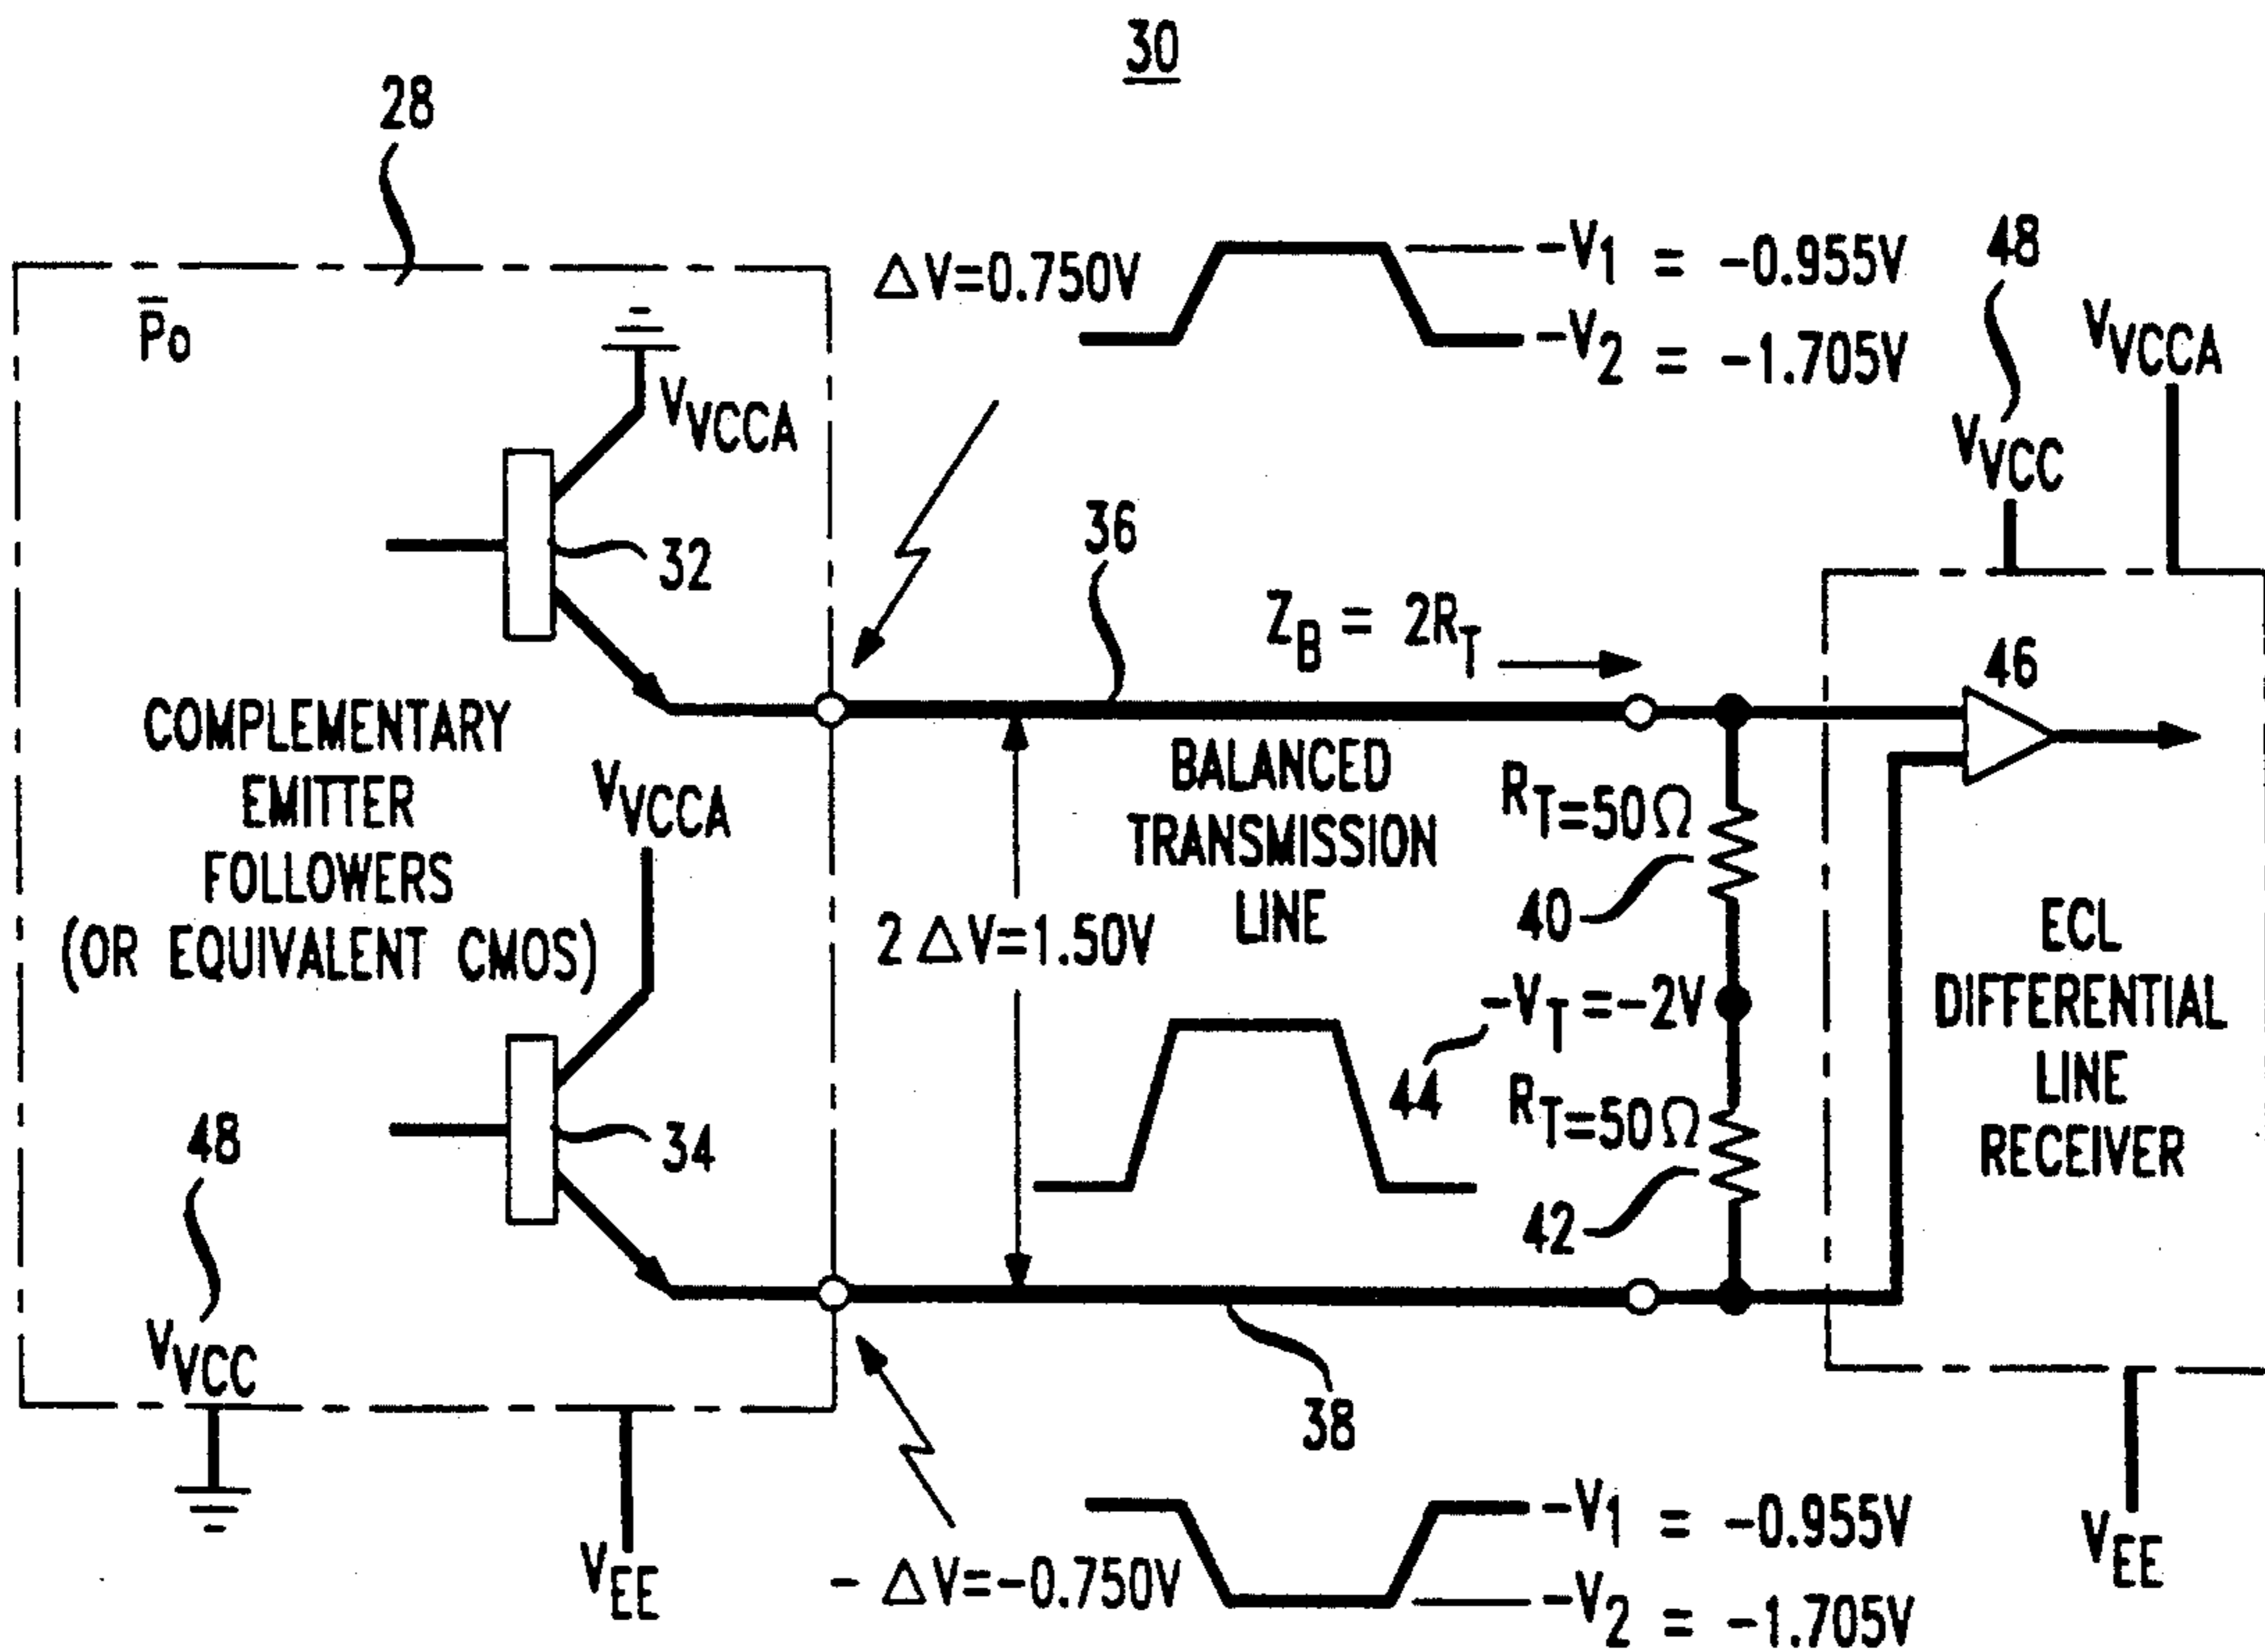 30
28
P̄o
VVCCA
32
COMPLEMENTARY
EMITTER
FOLLOWERS
(OR EQUIVALENT CMOS)
VVCCA
34
48
VVCC
VEE
ΔV=0.750V
-V1 = -0.955V
-V2 = -1.705V
36
ZB = 2RT
BALANCED
TRANSMISSION
LINE
2ΔV=1.50V
RT=50Ω
40
-VT=-2V
44
RT=50Ω
42
38
-ΔV=-0.750V
-V1 = -0.955V
-V2 = -1.705V
48
VVCC
VVCCA
46
ECL
DIFFERENTIAL
LINE
RECEIVER
VEE